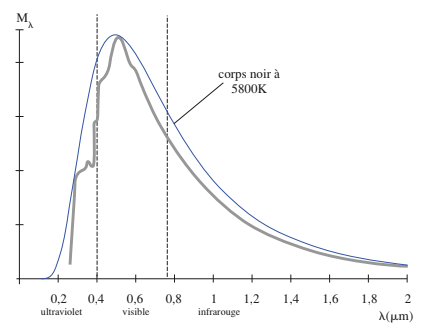 M_λ
corps noir à
5800K
0,2 0,4 0,6 0,8 1 1,2 1,4 1,6 1,8 2
ultraviolet visible infrarouge λ(μm)